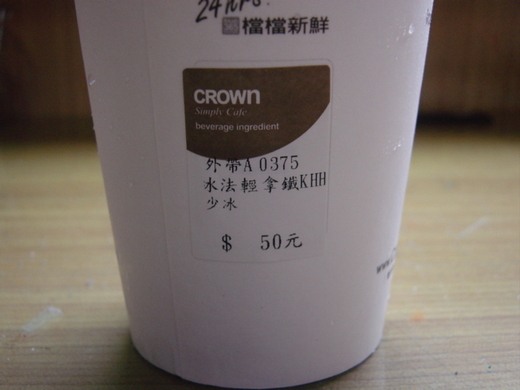 24hrs.
檔檔新鮮
CROWN
Simply Cafe
beverage ingredient
外帶A 0375
水法輕拿鐵KHH
少冰
$ 50元